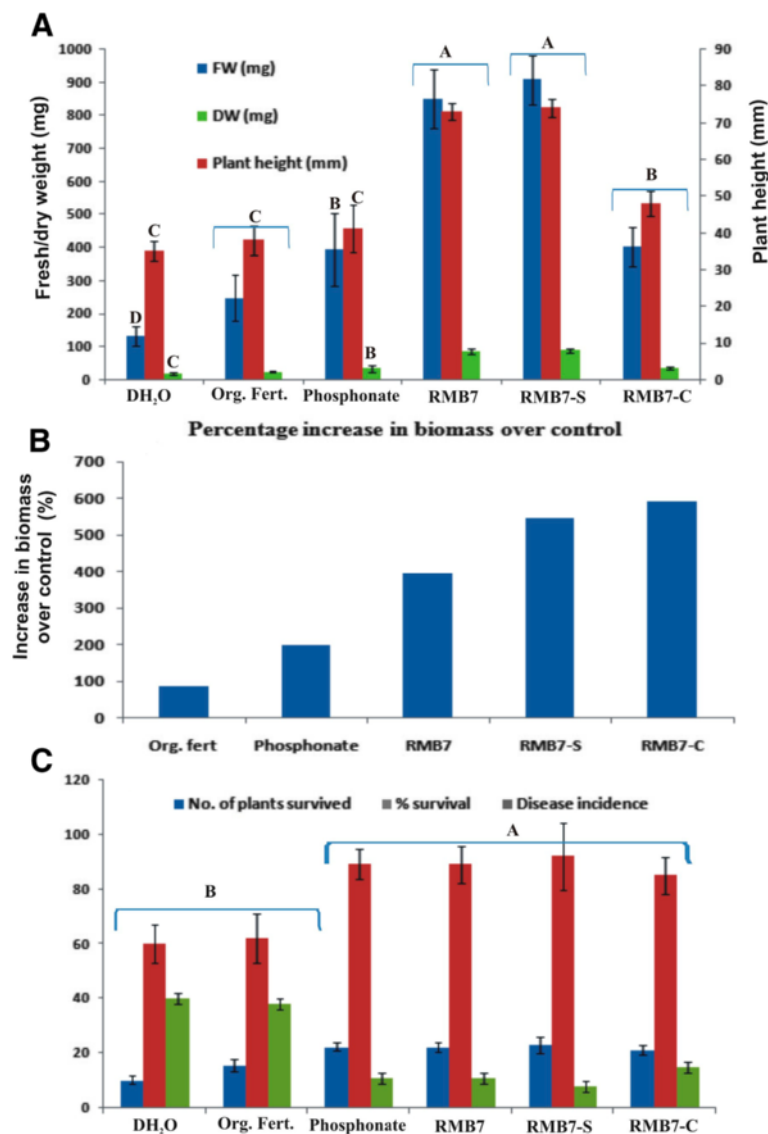 A
1000
900
800
700
600
500
400
300
200
100
0
Fresh/dry weight (mg)
FW (mg)
DW (mg)
Plant height (mm)
90
80
70
60
50
40
30
20
10
0
Plant height (mm)
D
C
C
C
B
C
B
A
A
B
DH₂O Org. Fert. Phosphonate RMB7 RMB7-S RMB7-C
B
Percentage increase in biomass over control
700
600
500
400
300
200
100
0
Increase in biomass
over control (%)
Org. fert Phosphonate RMB7 RMB7-S RMB7-C
C
120
100
80
60
40
20
0
No. of plants survived % survival Disease incidence
B
A
DH₂O Org. Fert. Phosphonate RMB7 RMB7-S RMB7-C